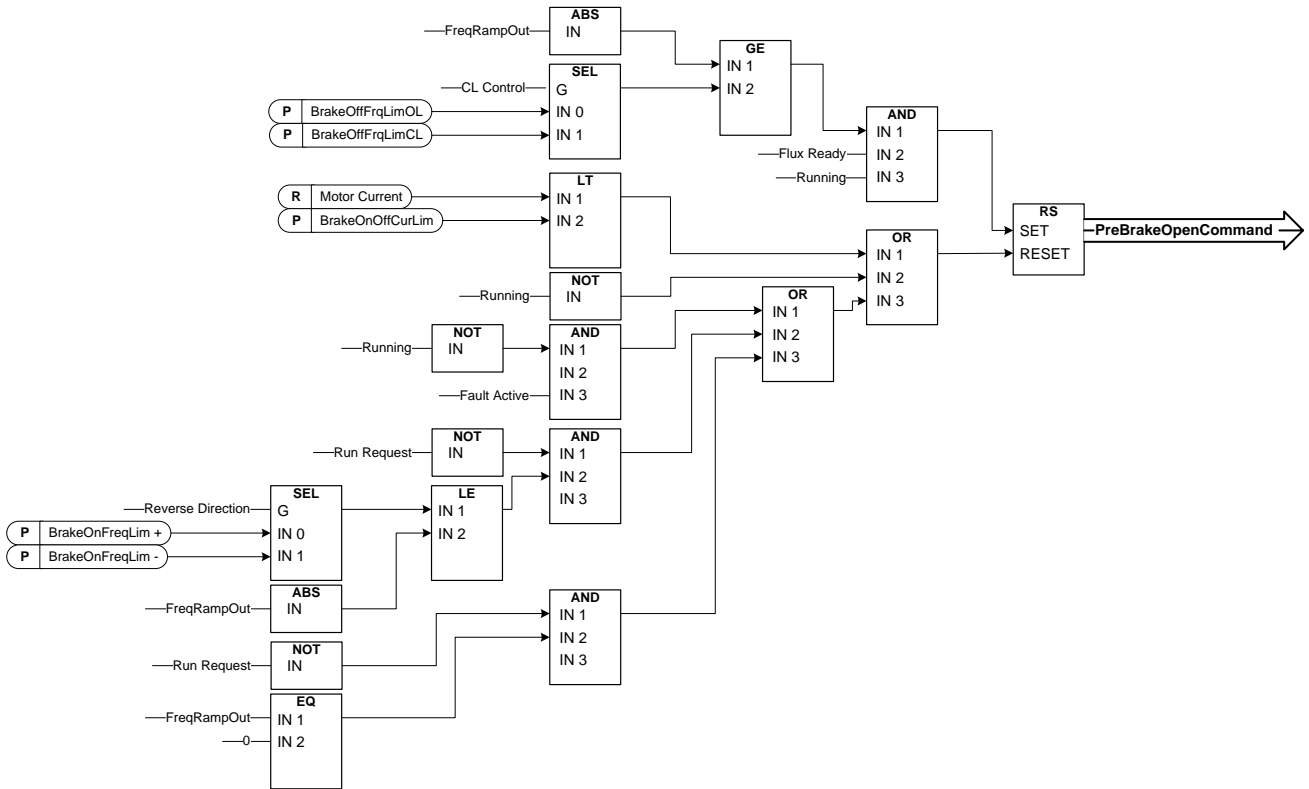 ABS
FreqRampOut
IN
GE
IN 1
IN 2
SEL
CL Control
G
P BrakeOffFrqLimOL
IN 0
P BrakeOffFrqLimCL
IN 1
AND
IN 1
Flux Ready
IN 2
Running
IN 3
LT
R Motor Current
IN 1
P BrakeOnOffCurLim
IN 2
RS
SET
RESET
PreBrakeOpenCommand
OR
IN 1
IN 2
IN 3
NOT
Running
IN
OR
IN 1
IN 2
IN 3
NOT
Running
IN
AND
IN 1
IN 2
Fault Active
IN 3
NOT
Run Request
IN
AND
IN 1
IN 2
IN 3
SEL
Reverse Direction
G
P BrakeOnFreqLim +
IN 0
P BrakeOnFreqLim -
IN 1
LE
IN 1
IN 2
ABS
FreqRampOut
IN
AND
IN 1
IN 2
IN 3
NOT
Run Request
IN
EQ
FreqRampOut
IN 1
0
IN 2